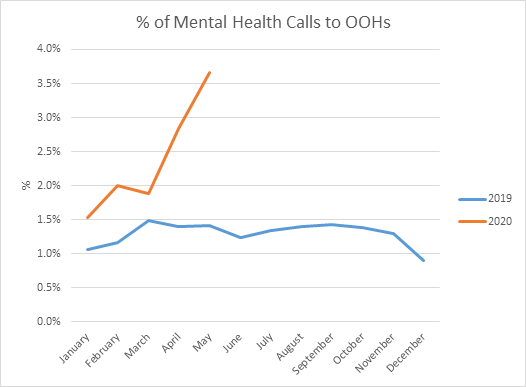 % of Mental Health Calls to OOHs
4.0%
3.5%
3.0%
2.5%
2.0%
1.5%
1.0%
0.5%
0.0%
%
January
February
March
April
May
June
July
August
September
October
November
December
2019
2020